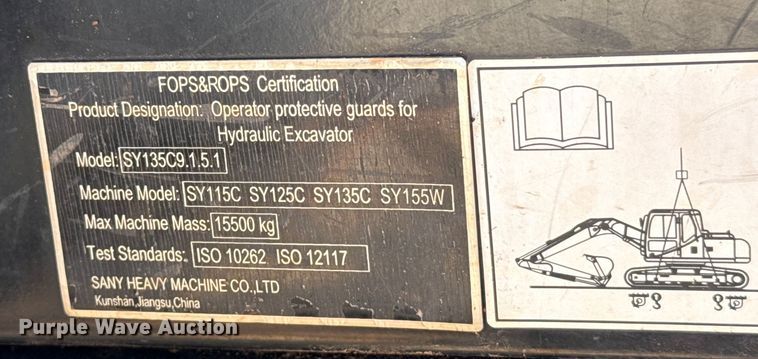 FOPS&ROPS Certification
Product Designation: Operator protective guards for
Hydraulic Excavator
Model: SY135C9.1.5.1
Machine Model: SY115C SY125C SY135C SY155W
Max Machine Mass: 15500 kg
Test Standards: ISO 10262 ISO 12117
SANY HEAVY MACHINE CO.,LTD
Kunshan,Jiangsu,China
Purple Wave Auction